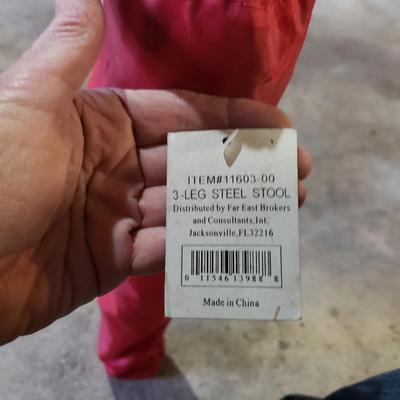 ITEM#11603-00
3-LEG STEEL STOOL
Distributed by Far East Brokers
and Consultants,Int.
Jacksonville,FL32216
0 11546 13988 8
Made in China